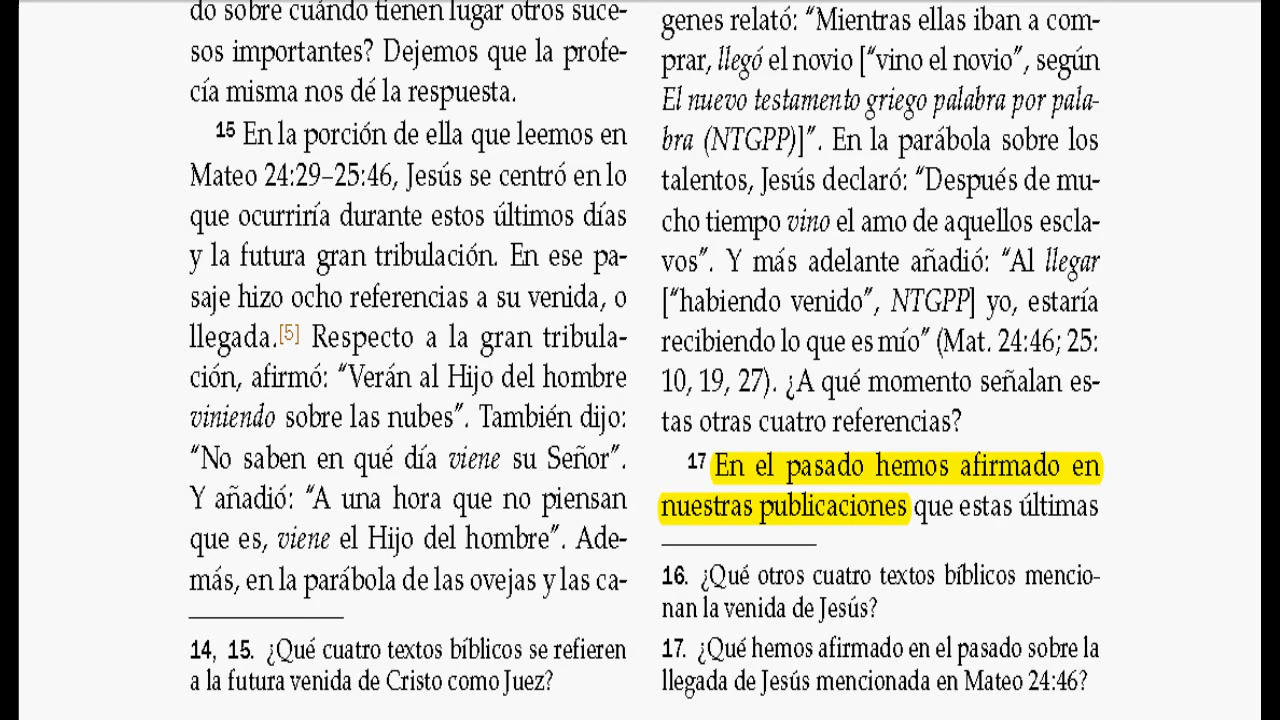 do sobre cuándo tienen lugar otros suce-
sos importantes? Dejemos que la profe-
cía misma nos dé la respuesta.
15 En la porción de ella que leemos en
Mateo 24:29–25:46, Jesús se centró en lo
que ocurriría durante estos últimos días
y la futura gran tribulación. En ese pa-
saje hizo ocho referencias a su venida, o
llegada.[5] Respecto a la gran tribula-
ción, afirmó: “Verán al Hijo del hombre
viniendo sobre las nubes”. También dijo:
“No saben en qué día viene su Señor”.
Y añadió: “A una hora que no piensan
que es, viene el Hijo del hombre”. Ade-
más, en la parábola de las ovejas y las ca-
14, 15. ¿Qué cuatro textos bíblicos se refieren
a la futura venida de Cristo como Juez?
genes relató: “Mientras ellas iban a com-
prar, llegó el novio [“vino el novio”, según
El nuevo testamento griego palabra por pala-
bra (NTGPP)]”. En la parábola sobre los
talentos, Jesús declaró: “Después de mu-
cho tiempo vino el amo de aquellos escla-
vos”. Y más adelante añadió: “Al llegar
[“habiendo venido”, NTGPP] yo, estaría
recibiendo lo que es mío” (Mat. 24:46; 25:
10, 19, 27). ¿A qué momento señalan es-
tas otras cuatro referencias?
17 En el pasado hemos afirmado en
nuestras publicaciones que estas últimas
16. ¿Qué otros cuatro textos bíblicos mencio-
nan la venida de Jesús?
17. ¿Qué hemos afirmado en el pasado sobre la
llegada de Jesús mencionada en Mateo 24:46?